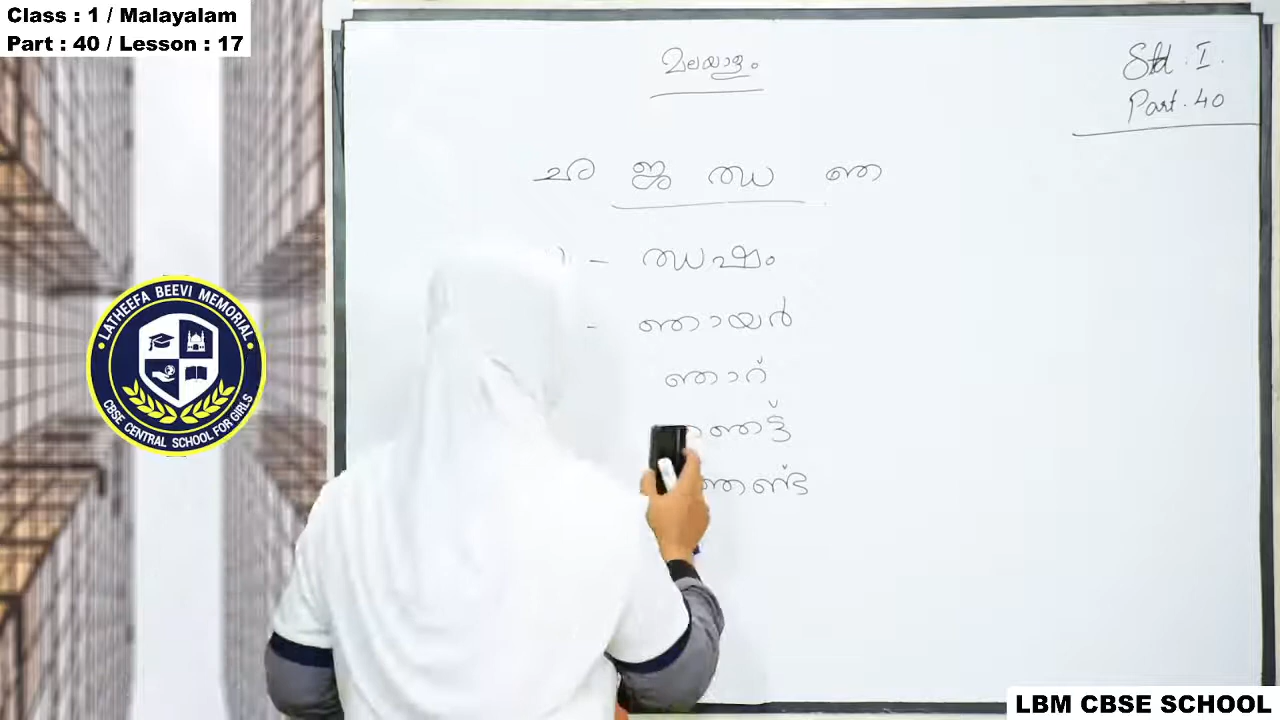 Class : 1 / Malayalam
Part : 40 / Lesson : 17
മലയാളം
Std. I.
Part. 40
ഛ ജ ഝ ഞ
- ഝഷം
- ഞായർ
ഞാറ്
LATHEEFA BEEVI MEMORIAL
CBSE CENTRAL SCHOOL FOR GIRLS
LBM CBSE SCHOOL